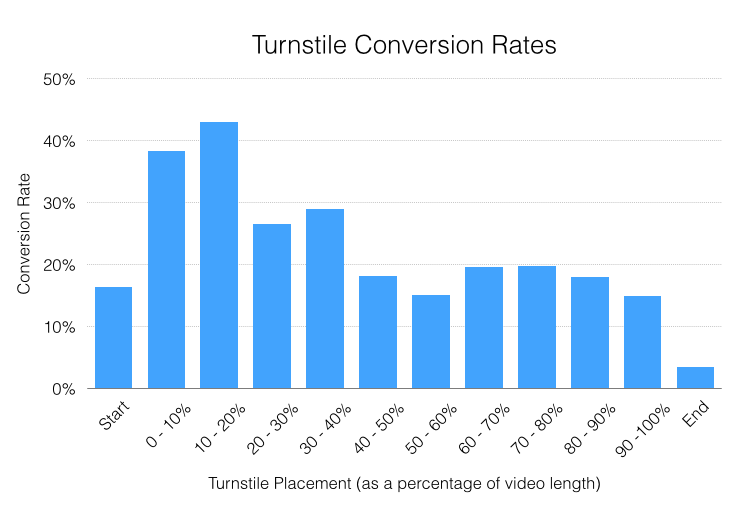 Turnstile Conversion Rates
50%
40%
30%
20%
10%
0%
Conversion Rate
Start
0 - 10%
10 - 20%
20 - 30%
30 - 40%
40 - 50%
50 - 60%
60 - 70%
70 - 80%
80 - 90%
90 -100%
End
Turnstile Placement (as a percentage of video length)